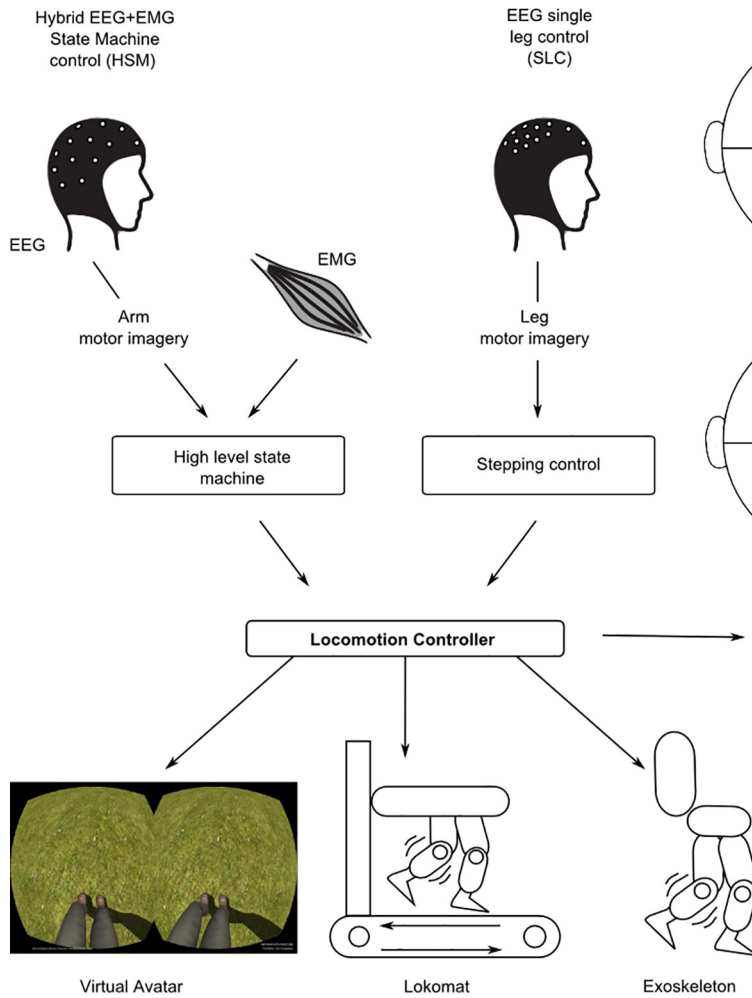 Hybrid EEG+EMG
State Machine
control (HSM)
EEG single
leg control
(SLC)
EEG
EMG
Arm
motor imagery
Leg
motor imagery
High level state
machine
Stepping control
Locomotion Controller
Virtual Avatar
Lokomat
Exoskeleton